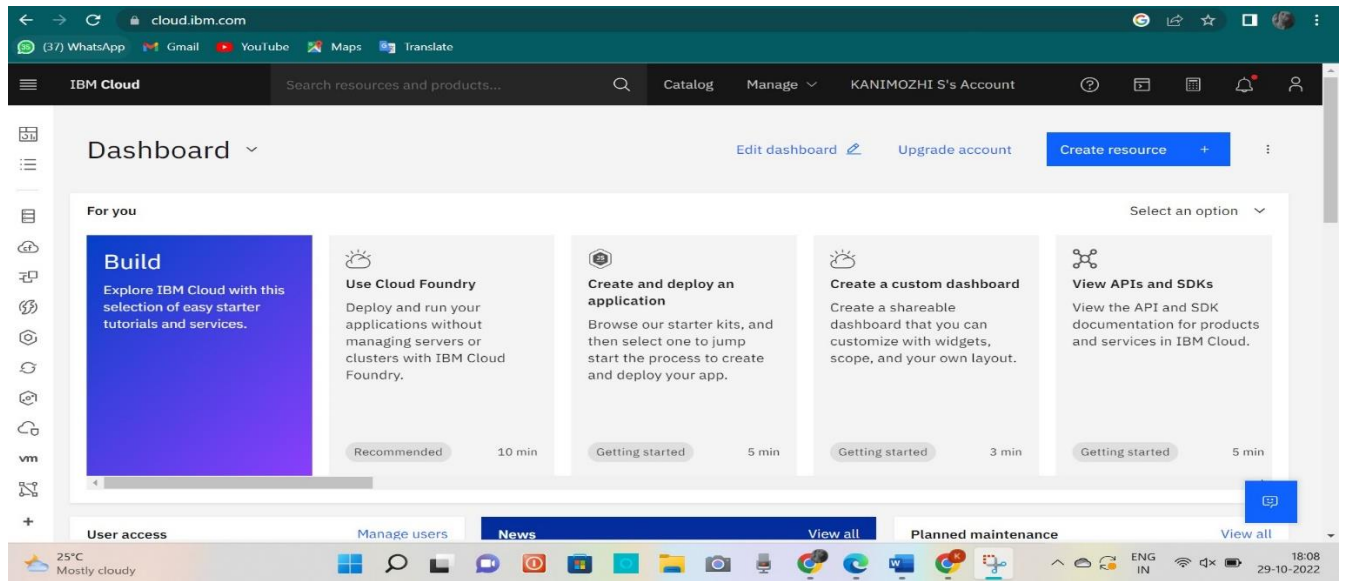 cloud.ibm.com
(37) WhatsApp Gmail YouTube Maps Translate
IBM Cloud Search resources and products... Catalog Manage KANIMOZHI S's Account
Dashboard Edit dashboard Upgrade account Create resource +
For you Select an option
Build
Explore IBM Cloud with this
selection of easy starter
tutorials and services.
Use Cloud Foundry
Deploy and run your
applications without
managing servers or
clusters with IBM Cloud
Foundry.
Recommended 10 min
Create and deploy an
application
Browse our starter kits, and
then select one to jump
start the process to create
and deploy your app.
Getting started 5 min
Create a custom dashboard
Create a shareable
dashboard that you can
customize with widgets,
scope, and your own layout.
Getting started 3 min
View APIs and SDKs
View the API and SDK
documentation for products
and services in IBM Cloud.
Getting started 5 min
vm
User access Manage users News View all Planned maintenance View all
25°C
Mostly cloudy
ENG
IN
18:08
29-10-2022